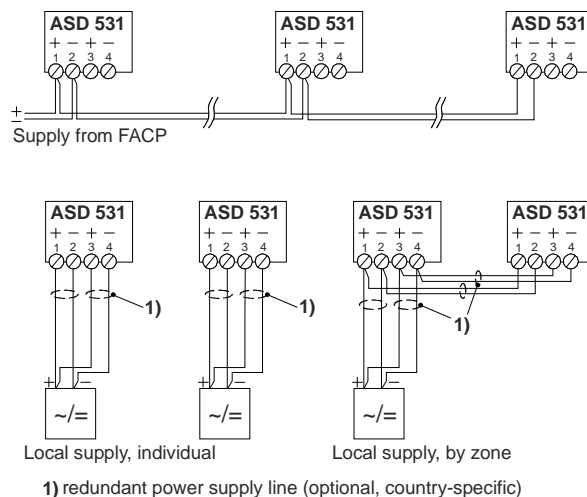 ASD 531 ASD 531 ASD 531
+ − + − + − + − + − + −
1 2 3 4 1 2 3 4 1 2 3 4
±
Supply from FACP
ASD 531 ASD 531 ASD 531 ASD 531
+ − + − + − + − + − + − + − + −
1 2 3 4 1 2 3 4 1 2 3 4 1 2 3 4
1) 1) 1)
+ − + − + −
~/= ~/= ~/=
Local supply, individual Local supply, by zone
1) redundant power supply line (optional, country-specific)